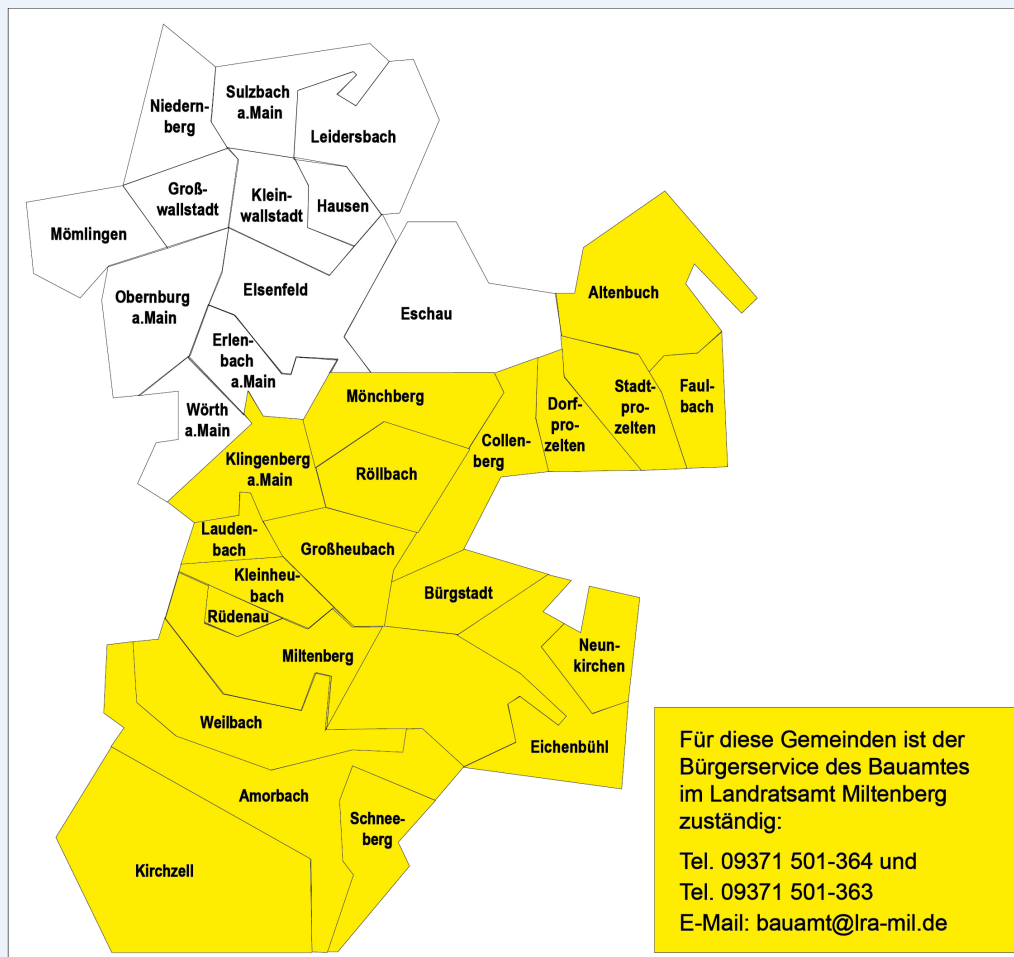 Niedern-
berg
Sulzbach
a.Main
Leidersbach
Groß-
wallstadt
Klein-
wallstadt
Hausen
Mömlingen
Obernburg
a.Main
Elsenfeld
Eschau
Altenbuch
Erlen-
bach
a.Main
Wörth
a.Main
Mönchberg
Collen-
berg
Dorf-
pro-
zelten
Stadt-
pro-
zelten
Faul-
bach
Klingenberg
a.Main
Röllbach
Lauden-
bach
Großheubach
Kleinheu-
bach
Bürgstadt
Rüdenau
Miltenberg
Neun-
kirchen
Weilbach
Eichenbühl
Amorbach
Schnee-
berg
Kirchzell
Für diese Gemeinden ist der
Bürgerservice des Bauamtes
im Landratsamt Miltenberg
zuständig:
Tel. 09371 501-364 und
Tel. 09371 501-363
E-Mail: bauamt@lra-mil.de